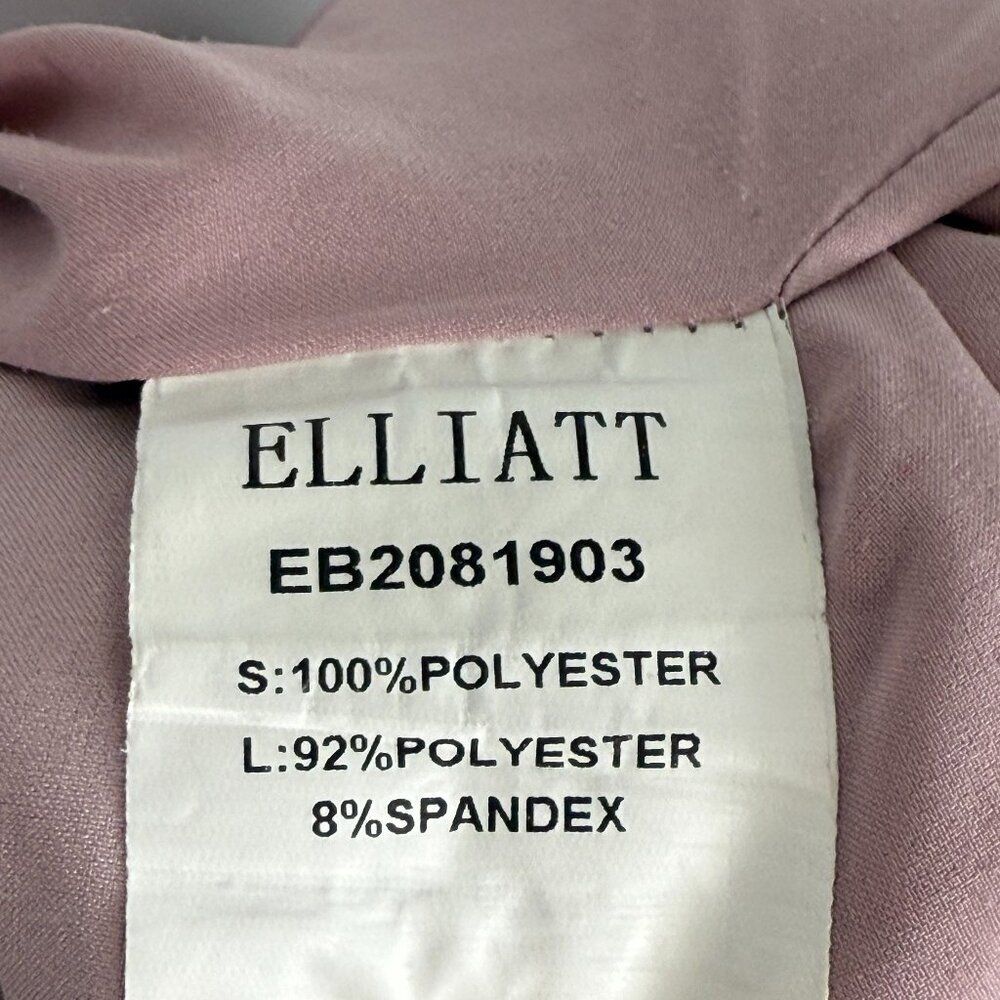 ELLIATT
EB2081903
S:100%POLYESTER
L:92%POLYESTER
8%SPANDEX